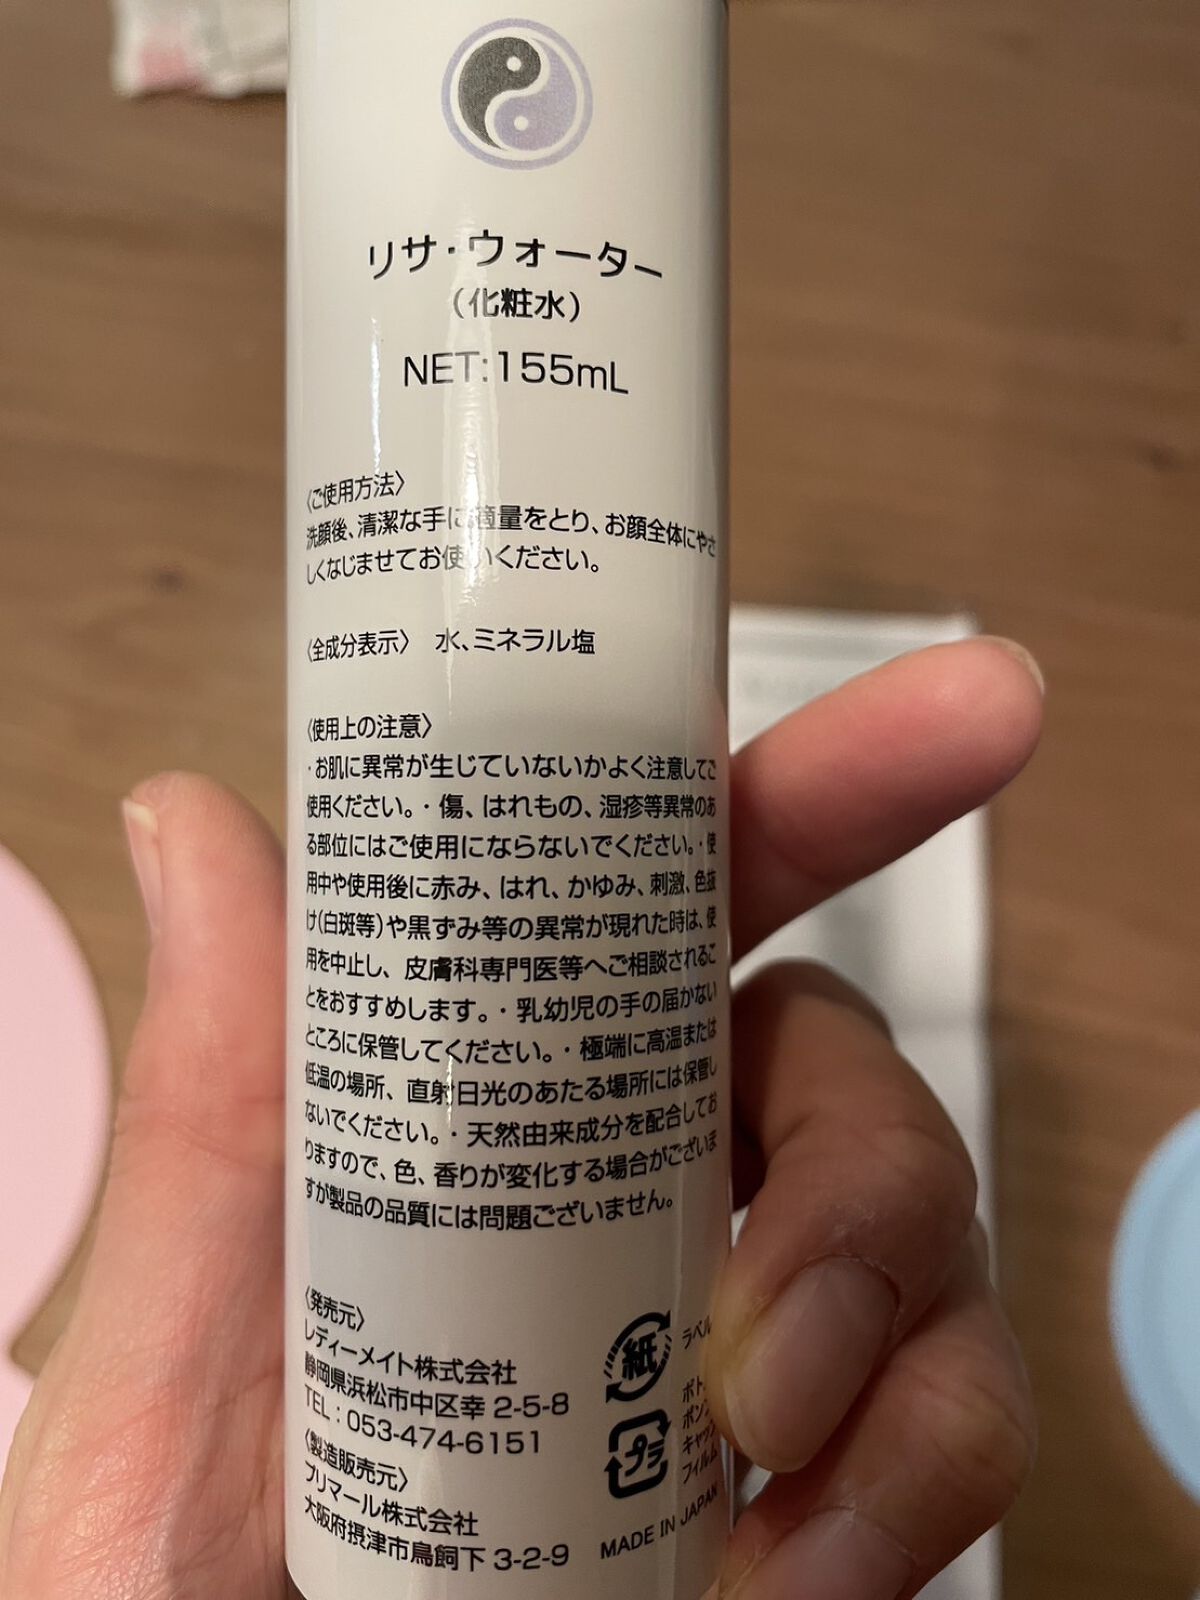 リサ・ウォーター
(化粧水)
NET:155mL
〈ご使用方法〉
洗顔後、清潔な手に適量をとり、お顔全体にやさ
しくなじませてお使いください。
〈全成分表示〉 水、ミネラル塩
〈使用上の注意〉
・お肌に異常が生じていないかよく注意してご
使用ください。・傷、はれもの、湿疹等異常のあ
る部位にはご使用にならないでください。・使
用中や使用後に赤み、はれ、かゆみ、刺激、色抜
け(白斑等)や黒ずみ等の異常が現れた時は、使
用を中止し、皮膚科専門医等へご相談されるこ
とをおすすめします。・乳幼児の手の届かない
ところに保管してください。・極端に高温または
低温の場所、直射日光のあたる場所には保管し
ないでください。・天然由来成分を配合してお
りますので、色、香りが変化する場合がございま
すが製品の品質には問題ございません。
〈発売元〉
レディーメイト株式会社
静岡県浜松市中区幸 2-5-8
TEL : 053-474-6151
〈製造販売元〉
プリマール株式会社
大阪府摂津市鳥飼下 3-2-9
紙
ラベル
プラ
ボト
ポン
キャッ
フィルム
MADE IN JAPAN